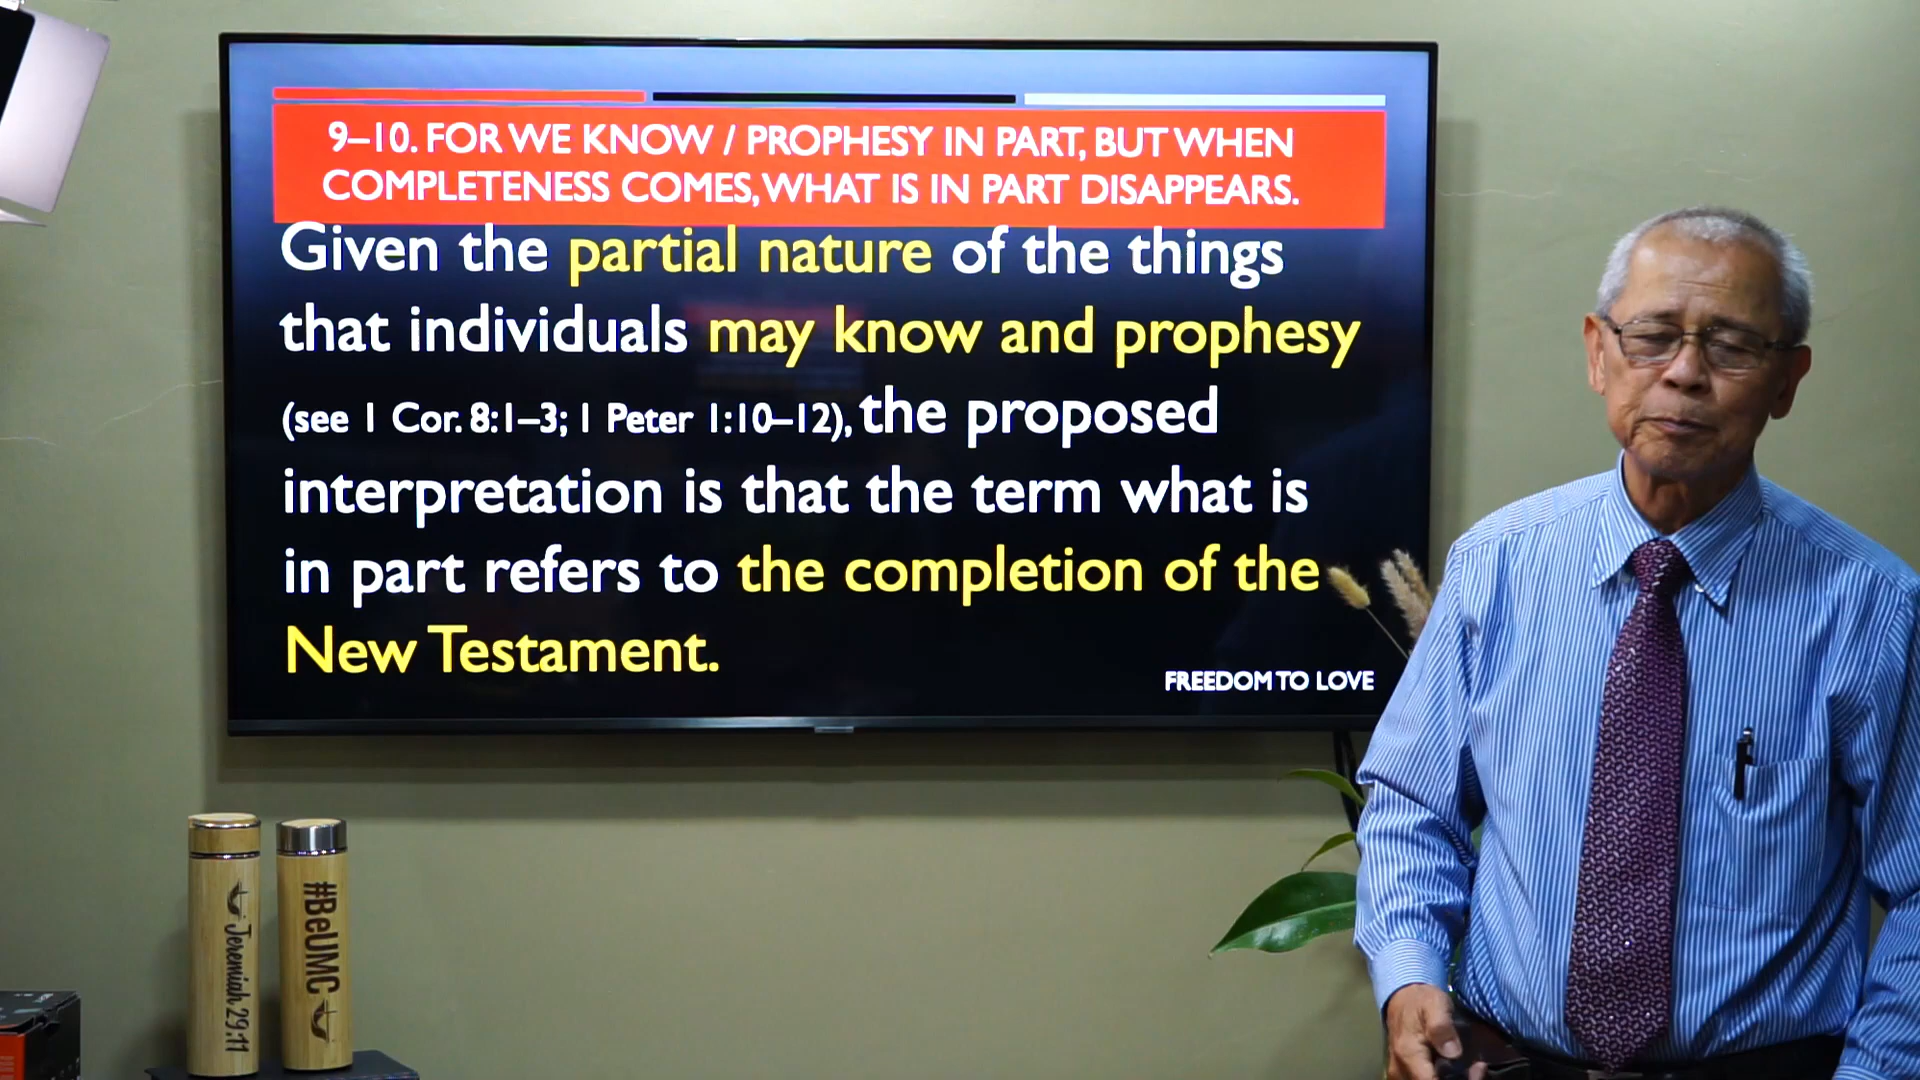 9–10. FOR WE KNOW / PROPHESY IN PART, BUT WHEN
COMPLETENESS COMES, WHAT IS IN PART DISAPPEARS.
Given the partial nature of the things
that individuals may know and prophesy
(see 1 Cor. 8:1–3; 1 Peter 1:10–12), the proposed
interpretation is that the term what is
in part refers to the completion of the
New Testament.
FREEDOM TO LOVE
Jeremiah 29:11
#BeUMC